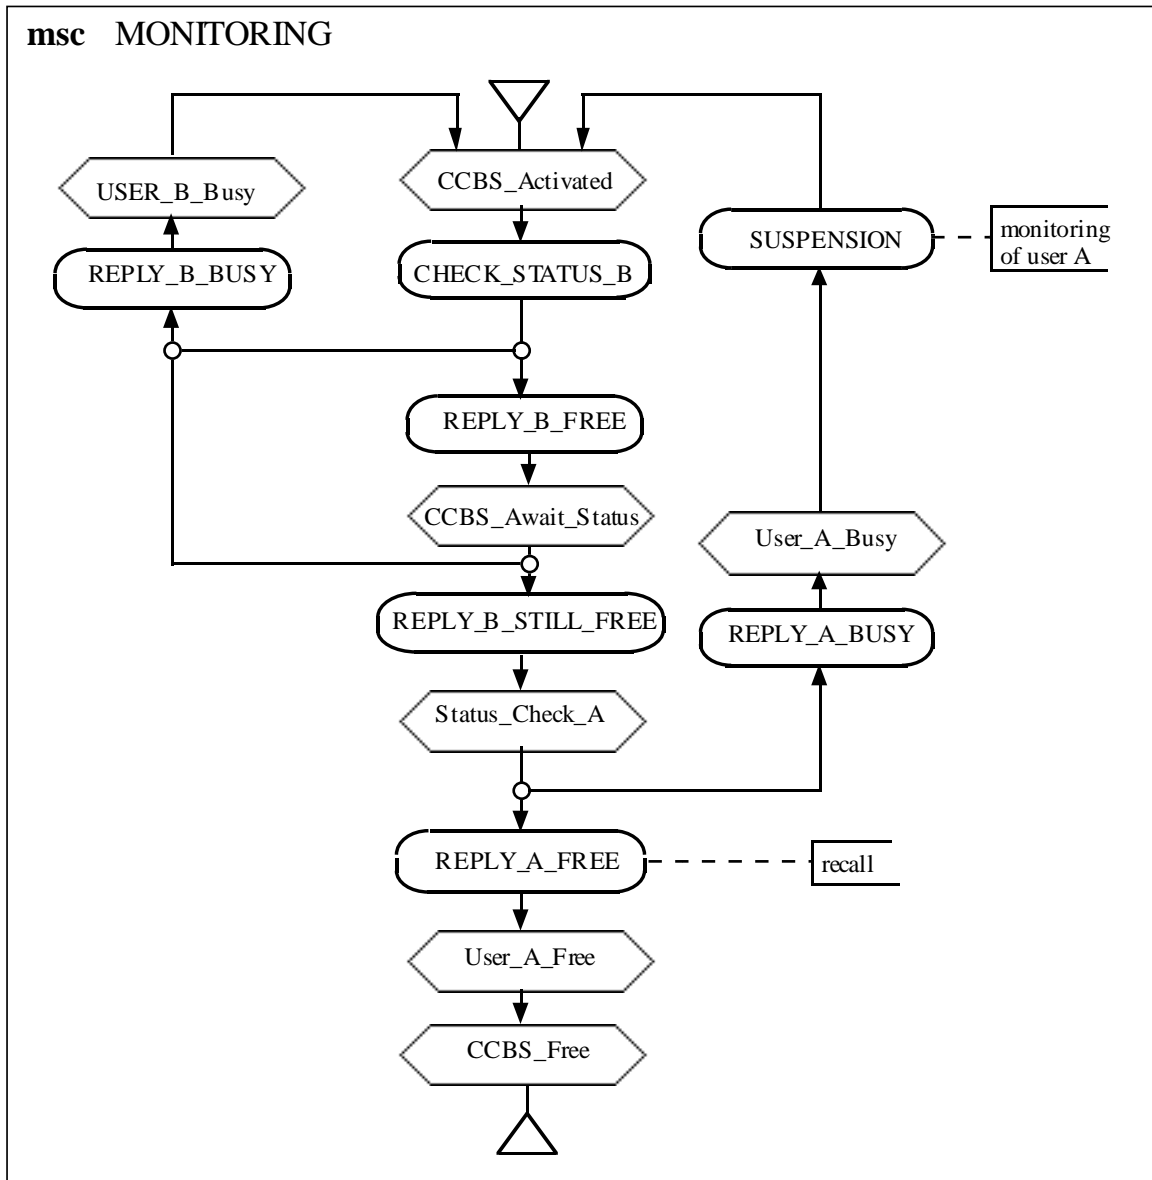 msc MONITORING
USER_B_Busy
CCBS_Activated
REPLY_B_BUSY
CHECK_STATUS_B
SUSPENSION
monitoring
of user A
REPLY_B_FREE
CCBS_Await_Status
User_A_Busy
REPLY_B_STILL_FREE
REPLY_A_BUSY
Status_Check_A
REPLY_A_FREE
recall
User_A_Free
CCBS_Free